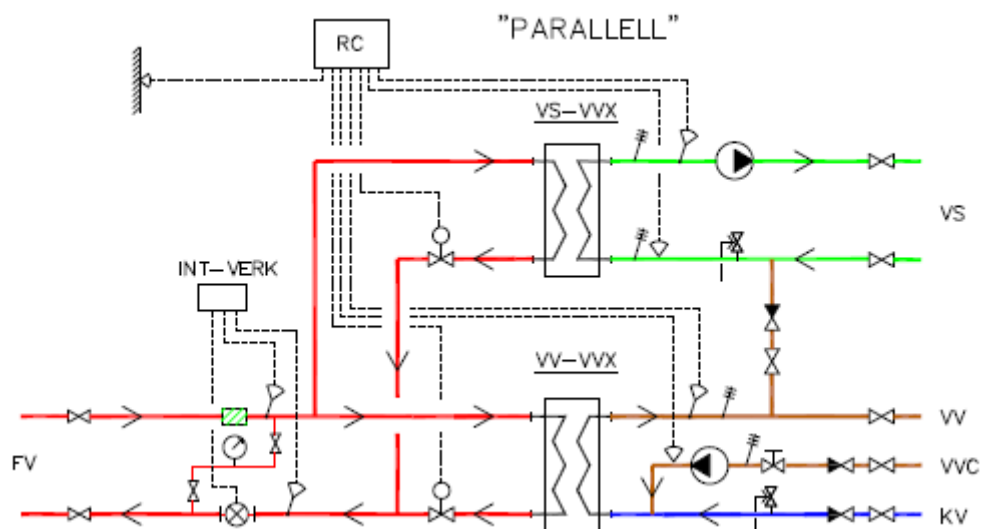 "PARALLELL"
RC
VS-VVX
VS
INT-VERK
VV-VVX
VV
FV
VVC
KV